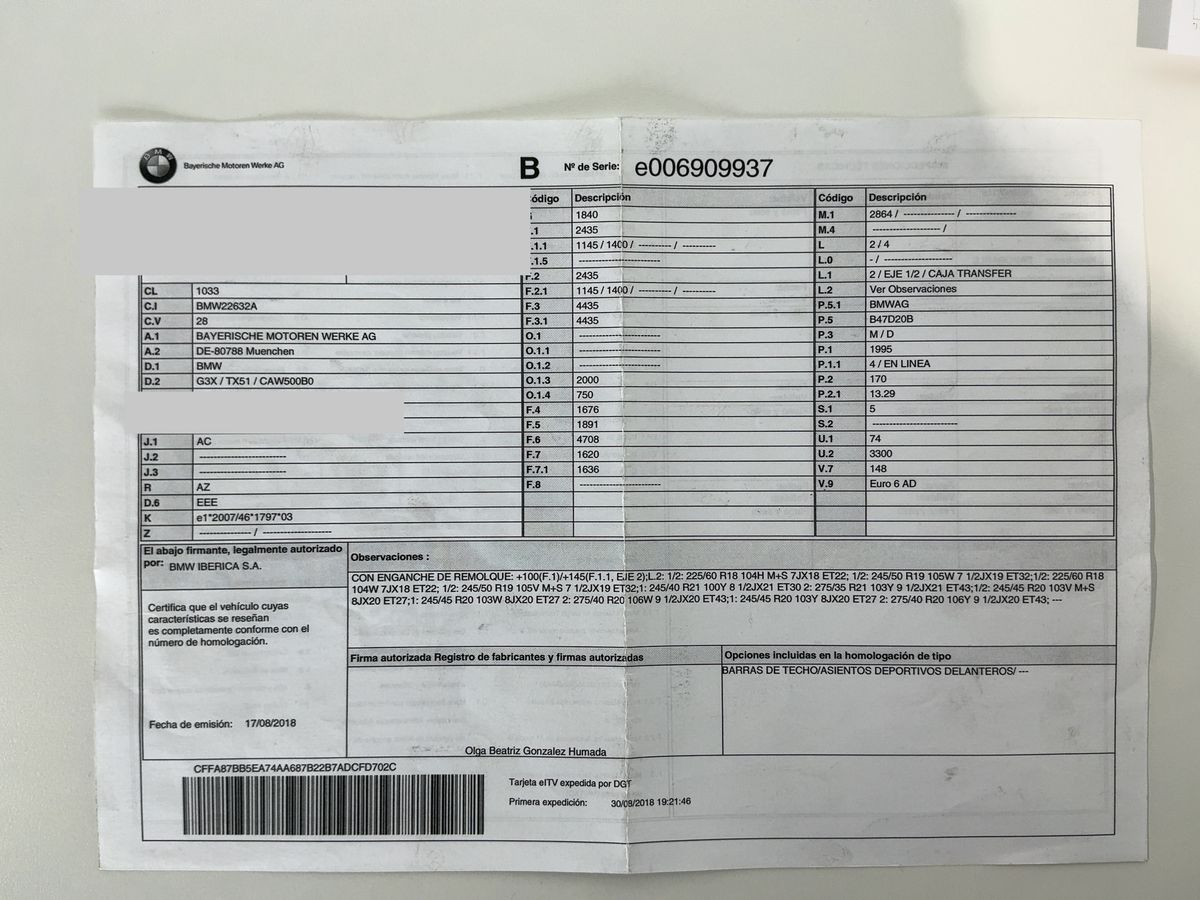 BMW
Bayerische Motoren Werke AG
B Nº de Serie: e006909937
CL 1033
C.I BMW22632A
C.V 28
A.1 BAYERISCHE MOTOREN WERKE AG
A.2 DE-80788 Muenchen
D.1 BMW
D.2 G3X / TX51 / CAW500B0
J.1 AC
J.2 -----------------------
J.3 -----------------------
R AZ
D.6 EEE
K e1*2007/46*1797*03
Z -------------- / ------------------
ódigo Descripción
1840
.1 2435
.1.1 1145 / 1400 / --------- / ---------
.1.5 ----------------------
F.2 2435
F.2.1 1145 / 1400 / --------- / ---------
F.3 4435
F.3.1 4435
O.1 ----------------------
O.1.1 ----------------------
O.1.2 ----------------------
O.1.3 2000
O.1.4 750
F.4 1676
F.5 1891
F.6 4708
F.7 1620
F.7.1 1636
F.8 ----------------------
Código Descripción
M.1 2864 / -------------- / --------------
M.4 ------------------- /
L 2 / 4
L.0 - / -------------------
L.1 2 / EJE 1/2 / CAJA TRANSFER
L.2 Ver Observaciones
P.5.1 BMWAG
P.5 B47D20B
P.3 M / D
P.1 1995
P.1.1 4 / EN LINEA
P.2 170
P.2.1 13.29
S.1 5
S.2 -----------------------
U.1 74
U.2 3300
V.7 148
V.9 Euro 6 AD
El abajo firmante, legalmente autorizado
por: BMW IBERICA S.A.
Certifica que el vehículo cuyas
características se reseñan
es completamente conforme con el
número de homologación.
Fecha de emisión: 17/08/2018
Observaciones :
CON ENGANCHE DE REMOLQUE: +100(F.1)/+145(F.1.1, EJE 2);L.2: 1/2: 225/60 R18 104H M+S 7JX18 ET22; 1/2: 245/50 R19 105W 7 1/2JX19 ET32;1/2: 225/60 R18
104W 7JX18 ET22; 1/2: 245/50 R19 105V M+S 7 1/2JX19 ET32;1: 245/40 R21 100Y 8 1/2JX21 ET30 2: 275/35 R21 103Y 9 1/2JX21 ET43;1/2: 245/45 R20 103V M+S
8JX20 ET27;1: 245/45 R20 103W 8JX20 ET27 2: 275/40 R20 106W 9 1/2JX20 ET43;1: 245/45 R20 103Y 8JX20 ET27 2: 275/40 R20 106Y 9 1/2JX20 ET43; ---
Firma autorizada Registro de fabricantes y firmas autorizadas
Olga Beatriz Gonzalez Humada
Opciones incluidas en la homologación de tipo
BARRAS DE TECHO/ASIENTOS DEPORTIVOS DELANTEROS/ ---
CFFA87BB5EA74AA687B22B7ADCFD702C
Tarjeta eITV expedida por DGT
Primera expedición: 30/08/2018 19:21:46